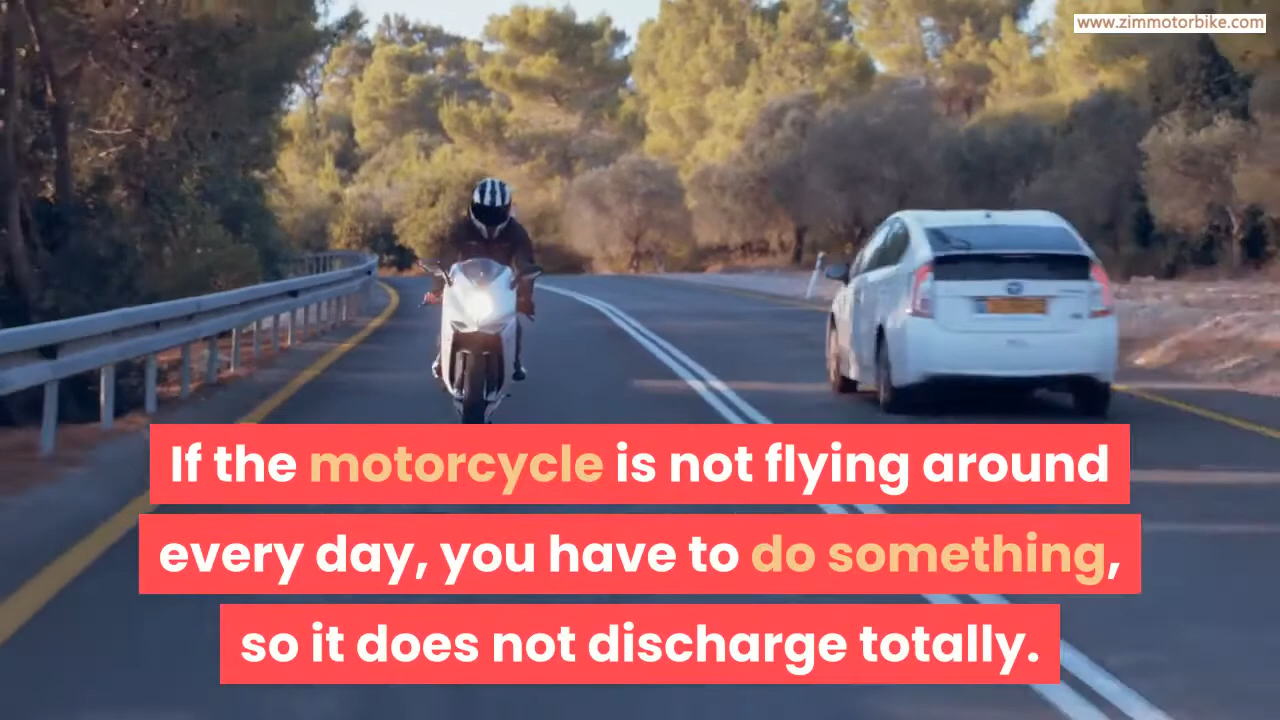 www.zimmotorbike.com
If the motorcycle is not flying around
every day, you have to do something,
so it does not discharge totally.